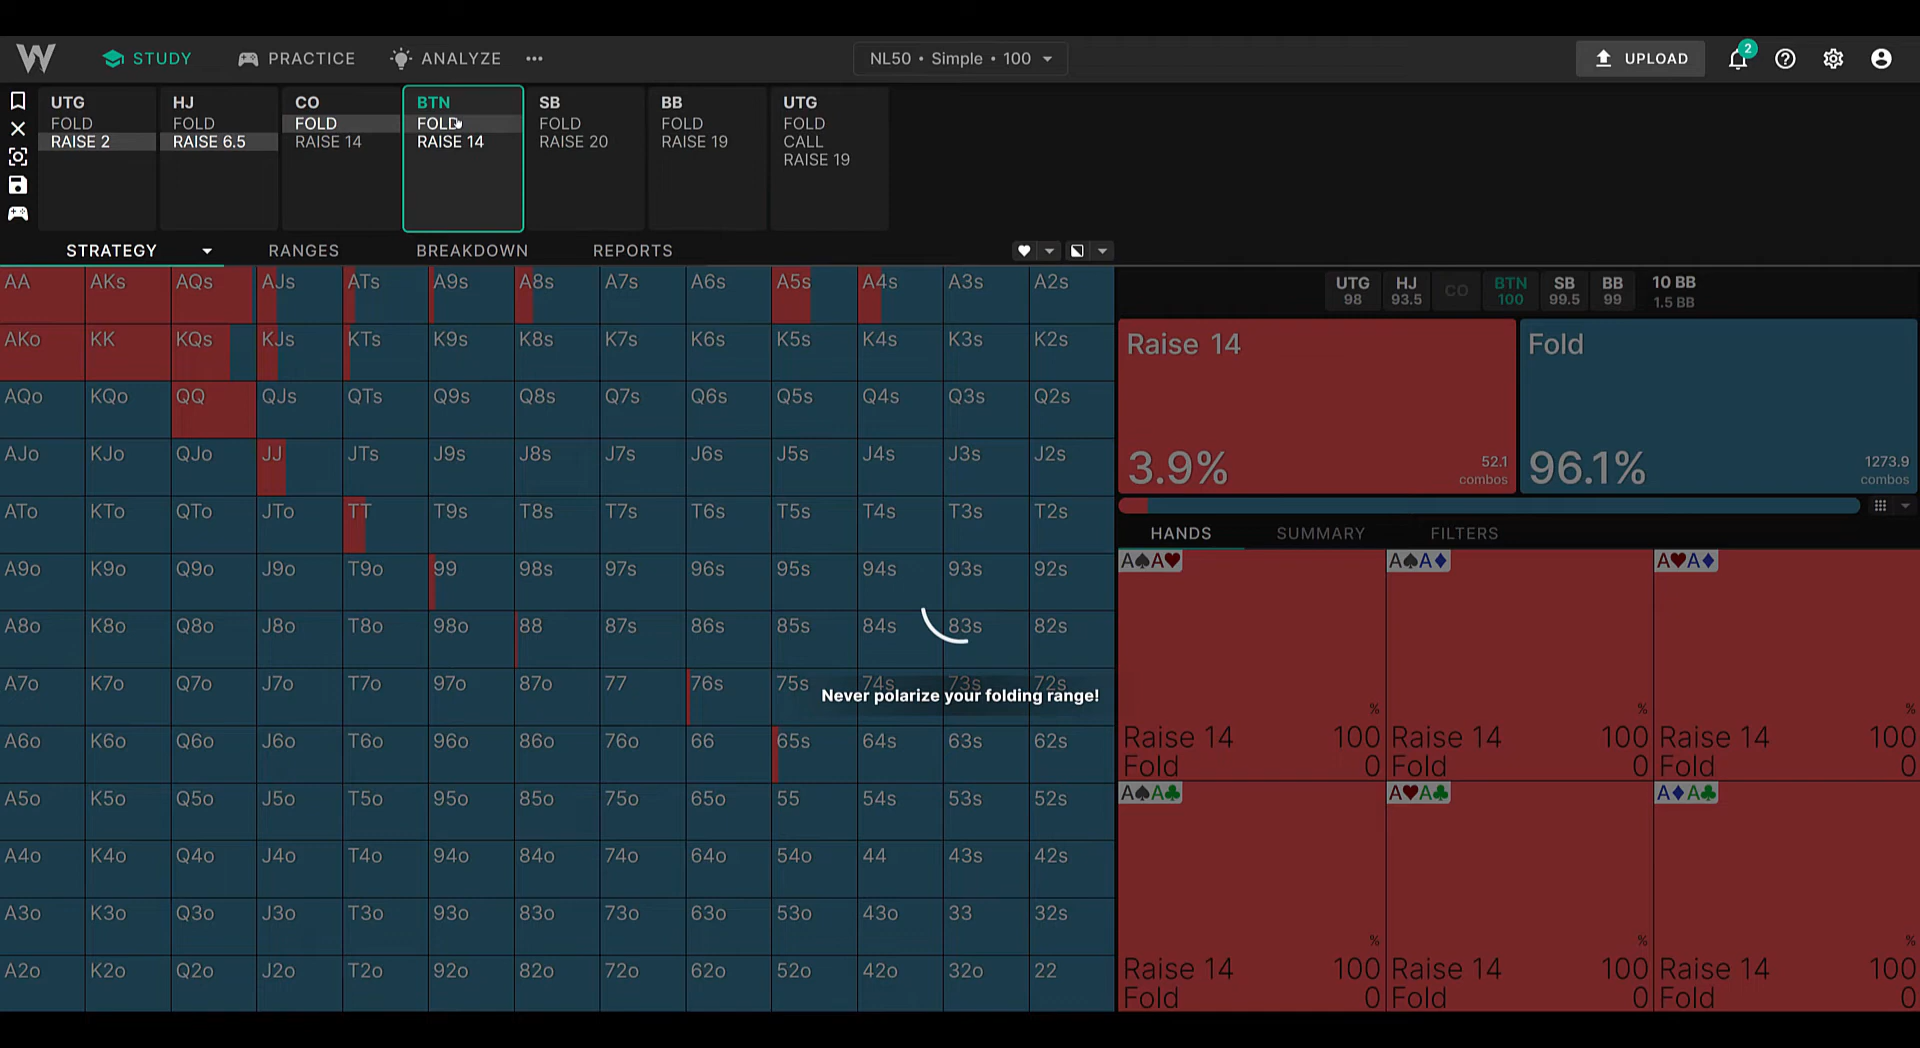 W STUDY PRACTICE ANALYZE ••• NL50 • Simple • 100 UPLOAD 2
UTG HJ CO BTN SB BB UTG
FOLD FOLD FOLD FOLD FOLD FOLD FOLD
RAISE 2 RAISE 6.5 RAISE 14 RAISE 14 RAISE 20 RAISE 19 CALL
RAISE 19
STRATEGY RANGES BREAKDOWN REPORTS
AA AKs AQs AJs ATs A9s A8s A7s A6s A5s A4s A3s A2s
AKo KK KQs KJs KTs K9s K8s K7s K6s K5s K4s K3s K2s
AQo KQo QQ QJs QTs Q9s Q8s Q7s Q6s Q5s Q4s Q3s Q2s
AJo KJo QJo JJ JTs J9s J8s J7s J6s J5s J4s J3s J2s
ATo KTo QTo JTo TT T9s T8s T7s T6s T5s T4s T3s T2s
A9o K9o Q9o J9o T9o 99 98s 97s 96s 95s 94s 93s 92s
A8o K8o Q8o J8o T8o 98o 88 87s 86s 85s 84s 83s 82s
A7o K7o Q7o J7o T7o 97o 87o 77 76s 75s 74s 73s 72s
Never polarize your folding range!
A6o K6o Q6o J6o T6o 96o 86o 76o 66 65s 64s 63s 62s
A5o K5o Q5o J5o T5o 95o 85o 75o 65o 55 54s 53s 52s
A4o K4o Q4o J4o T4o 94o 84o 74o 64o 54o 44 43s 42s
A3o K3o Q3o J3o T3o 93o 83o 73o 63o 53o 43o 33 32s
A2o K2o Q2o J2o T2o 92o 82o 72o 62o 52o 42o 32o 22
UTG HJ CO BTN SB BB 10 BB
98 93.5 100 99.5 99 1.5 BB
Raise 14 Fold
3.9% 52.1 combos 96.1% 1273.9 combos
HANDS SUMMARY FILTERS
A♠A♥ A♠A♦ A♥A♦
% % %
Raise 14 100 Raise 14 100 Raise 14 100
Fold 0 Fold 0 Fold 0
A♠A♣ A♥A♣ A♦A♣
% % %
Raise 14 100 Raise 14 100 Raise 14 100
Fold 0 Fold 0 Fold 0